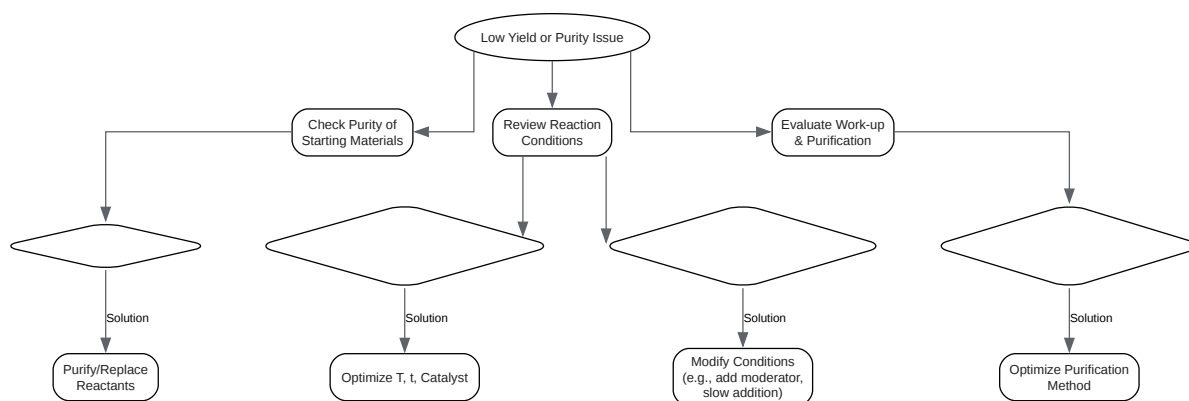 Low Yield or Purity Issue
Check Purity of
Starting Materials
Review Reaction
Conditions
Evaluate Work-up
& Purification
Solution
Solution
Solution
Solution
Purify/Replace
Reactants
Optimize T, t, Catalyst
Modify Conditions
(e.g., add moderator,
slow addition)
Optimize Purification
Method